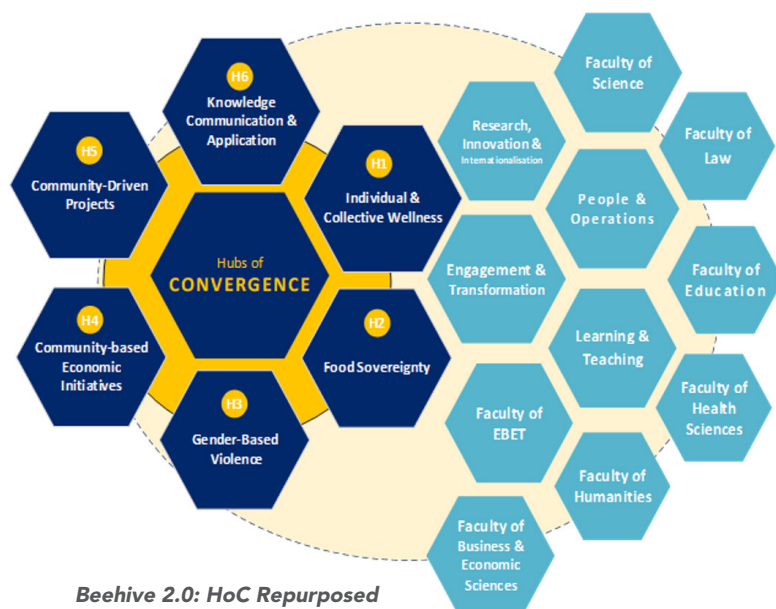 H6
Knowledge
Communication &
Application
H5
Community-Driven
Projects
H1
Individual &
Collective Wellness
Hubs of
CONVERGENCE
H4
Community-based
Economic
Initiatives
H2
Food Sovereignty
H3
Gender-Based
Violence
Faculty of
Science
Research,
Innovation &
Internationalisation
Faculty of
Law
People &
Operations
Engagement &
Transformation
Faculty of
Education
Learning &
Teaching
Faculty of
Health
Sciences
Faculty of
EBET
Faculty of
Humanities
Faculty of
Business &
Economic
Sciences
Beehive 2.0: HoC Repurposed